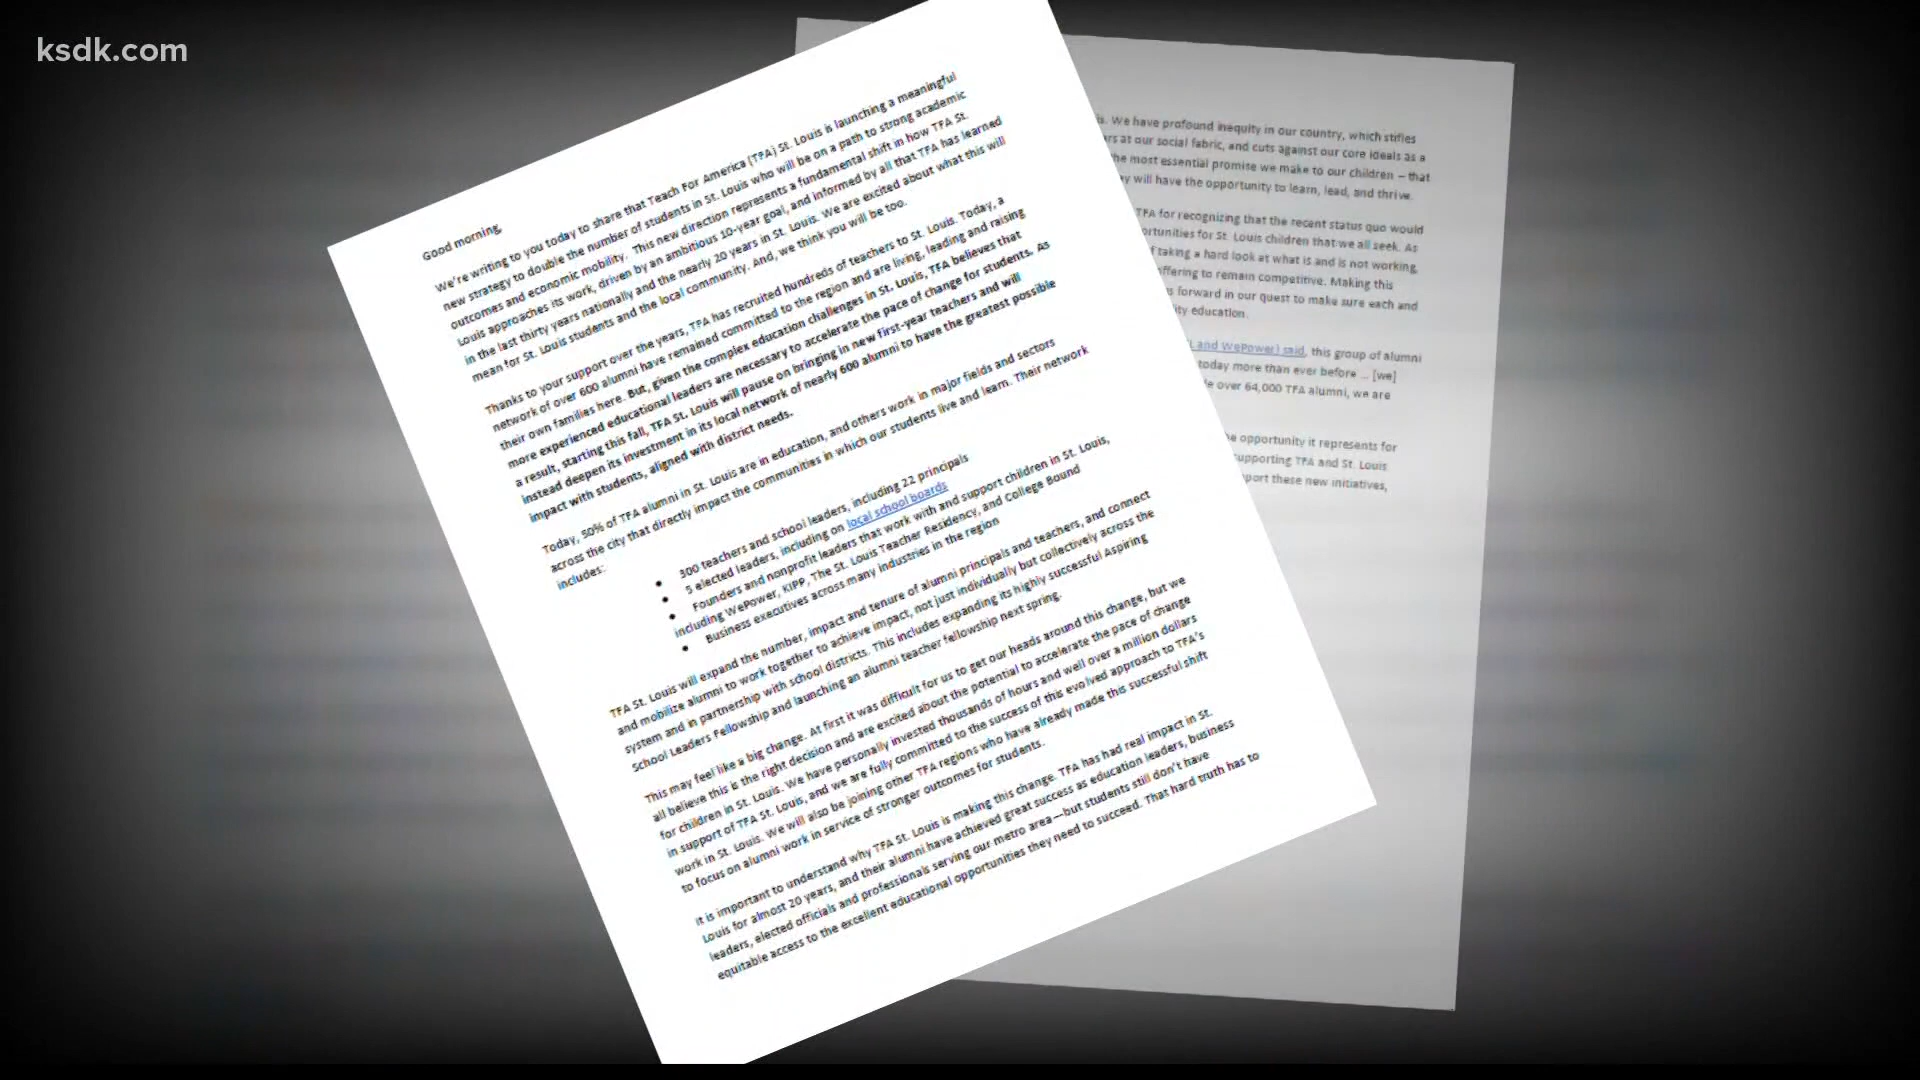 ksdk.com
Good morning,
We're writing to you today to share that Teach For America (TFA) St. Louis is launching a meaningful
new strategy to double the number of students in St. Louis who will be on a path to strong academic
outcomes and economic mobility. This new direction represents a fundamental shift in how TFA St.
Louis approaches its work, driven by an ambitious 10-year goal, and informed by all that TFA has learned
in the last thirty years nationally and the nearly 20 years in St. Louis. We are excited about what this will
mean for St. Louis students and the local community. And, we think you will be too.
Thanks to your support over the years, TFA has recruited hundreds of teachers to St. Louis. Today, a
network of over 600 alumni have remained committed to the region and are living, leading and raising
their own families here. But, given the complex education challenges in St. Louis, TFA believes that
more experienced educational leaders are necessary to accelerate the pace of change for students. As
a result, starting this fall, TFA St. Louis will pause on bringing in new first-year teachers and will
instead deepen its investment in its local network of nearly 600 alumni to have the greatest possible
impact with students, aligned with district needs.
Today, 50% of TFA alumni in St. Louis are in education, and others work in major fields and sectors
across the city that directly impact the communities in which our students live and learn. Their network
includes:
• 300 teachers and school leaders, including 22 principals
• 5 elected leaders, including on local school boards
• Founders and nonprofit leaders that work with and support children in St. Louis,
including WePower, KIPP, The St. Louis Teacher Residency, and College Bound
• Business executives across many industries in the region
TFA St. Louis will expand the number, impact and tenure of alumni principals and teachers, and connect
and mobilize alumni to work together to achieve impact, not just individually but collectively across the
system and in partnership with school districts. This includes expanding its highly successful Aspiring
School Leaders Fellowship and launching an alumni teacher fellowship next spring.
This may feel like a big change. At first it was difficult for us to get our heads around this change, but we
all believe this is the right decision and are excited about the potential to accelerate the pace of change
for children in St. Louis. We have personally invested thousands of hours and well over a million dollars
in support of TFA St. Louis, and we are fully committed to the success of this evolved approach to TFA's
work in St. Louis. We will also be joining other TFA regions who have already made this successful shift
to focus on alumni work in service of stronger outcomes for students.
It is important to understand why TFA St. Louis is making this change. TFA has had real impact in St.
Louis for almost 20 years, and their alumni have achieved great success as education leaders, business
leaders, elected officials and professionals serving our metro area—but students still don't have
equitable access to the excellent educational opportunities they need to succeed. That hard truth has to
We have profound inequity in our country, which stifles
at our social fabric, and cuts against our core ideals as a
the most essential promise we make to our children – that
will have the opportunity to learn, lead, and thrive.
TFA for recognizing that the recent status quo would
for St. Louis children that we all seek. As
taking a hard look at what is and is not working,
offering to remain competitive. Making this
forward in our quest to make sure each and
education.
and WePower) said, this group of alumni
today more than ever before … [we]
over 64,000 TFA alumni, we are
opportunity it represents for
supporting TFA and St. Louis
these new initiatives,